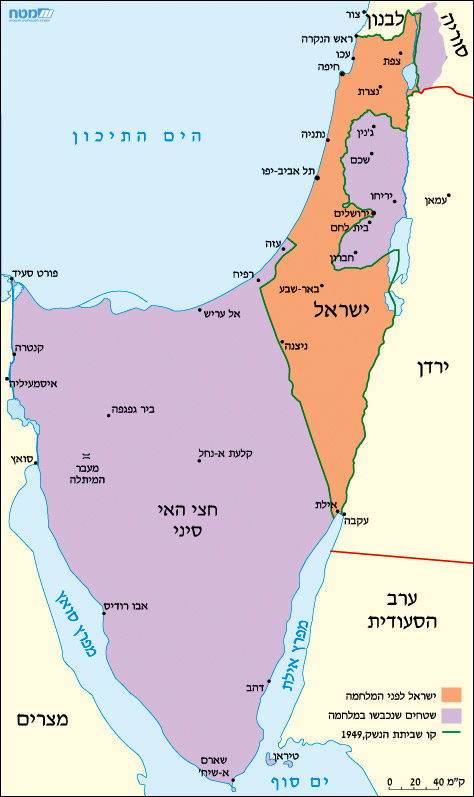 מטח
לבנון
סוריה
צור
ראש הנקרה
עכו
חיפה
צפת
נצרת
הים התיכון
נתניה
ג'נין
שכם
תל אביב-יפו
יריחו
עמאן
ירושלים
בית לחם
עזה
חברון
רפיח
באר-שבע
פורט סעיד
ישראל
אל עריש
ניצנה
קנטרה
ירדן
איסמעיליה
ביר גפגפה
סואץ
מעבר
המיתלה
קלעת א-נחל
חצי האי
סיני
אילת
עקבה
אבו רודיס
ערב
הסעודית
מפרץ סואץ
מפרץ אילת
דהב
מצרים
ישראל לפני המלחמה
שטחים שנכבשו במלחמה
קו שביתת הנשק,1949
טיראן
שארם
א-שיח'
ים סוף
0 40 ק"מ